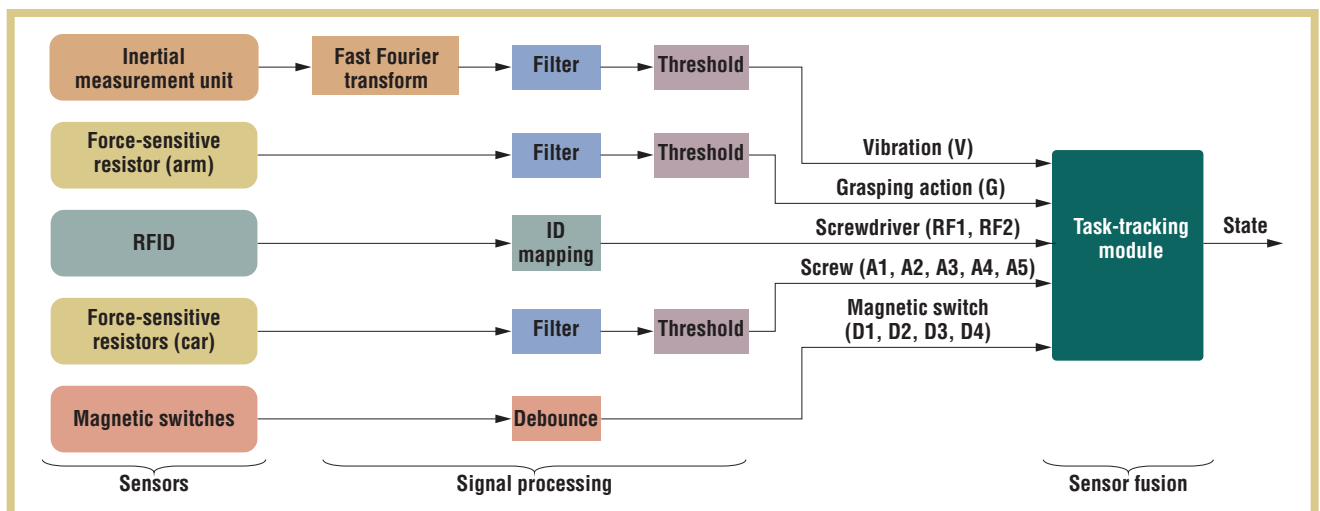 Inertial
measurement unit
Fast Fourier
transform
Filter
Threshold
Vibration (V)
Force-sensitive
resistor (arm)
Filter
Threshold
Grasping action (G)
RFID
ID
mapping
Screwdriver (RF1, RF2)
Task-tracking
module
State
Screw (A1, A2, A3, A4, A5)
Force-sensitive
resistors (car)
Filter
Threshold
Magnetic switch
(D1, D2, D3, D4)
Magnetic switches
Debounce
Sensors
Signal processing
Sensor fusion